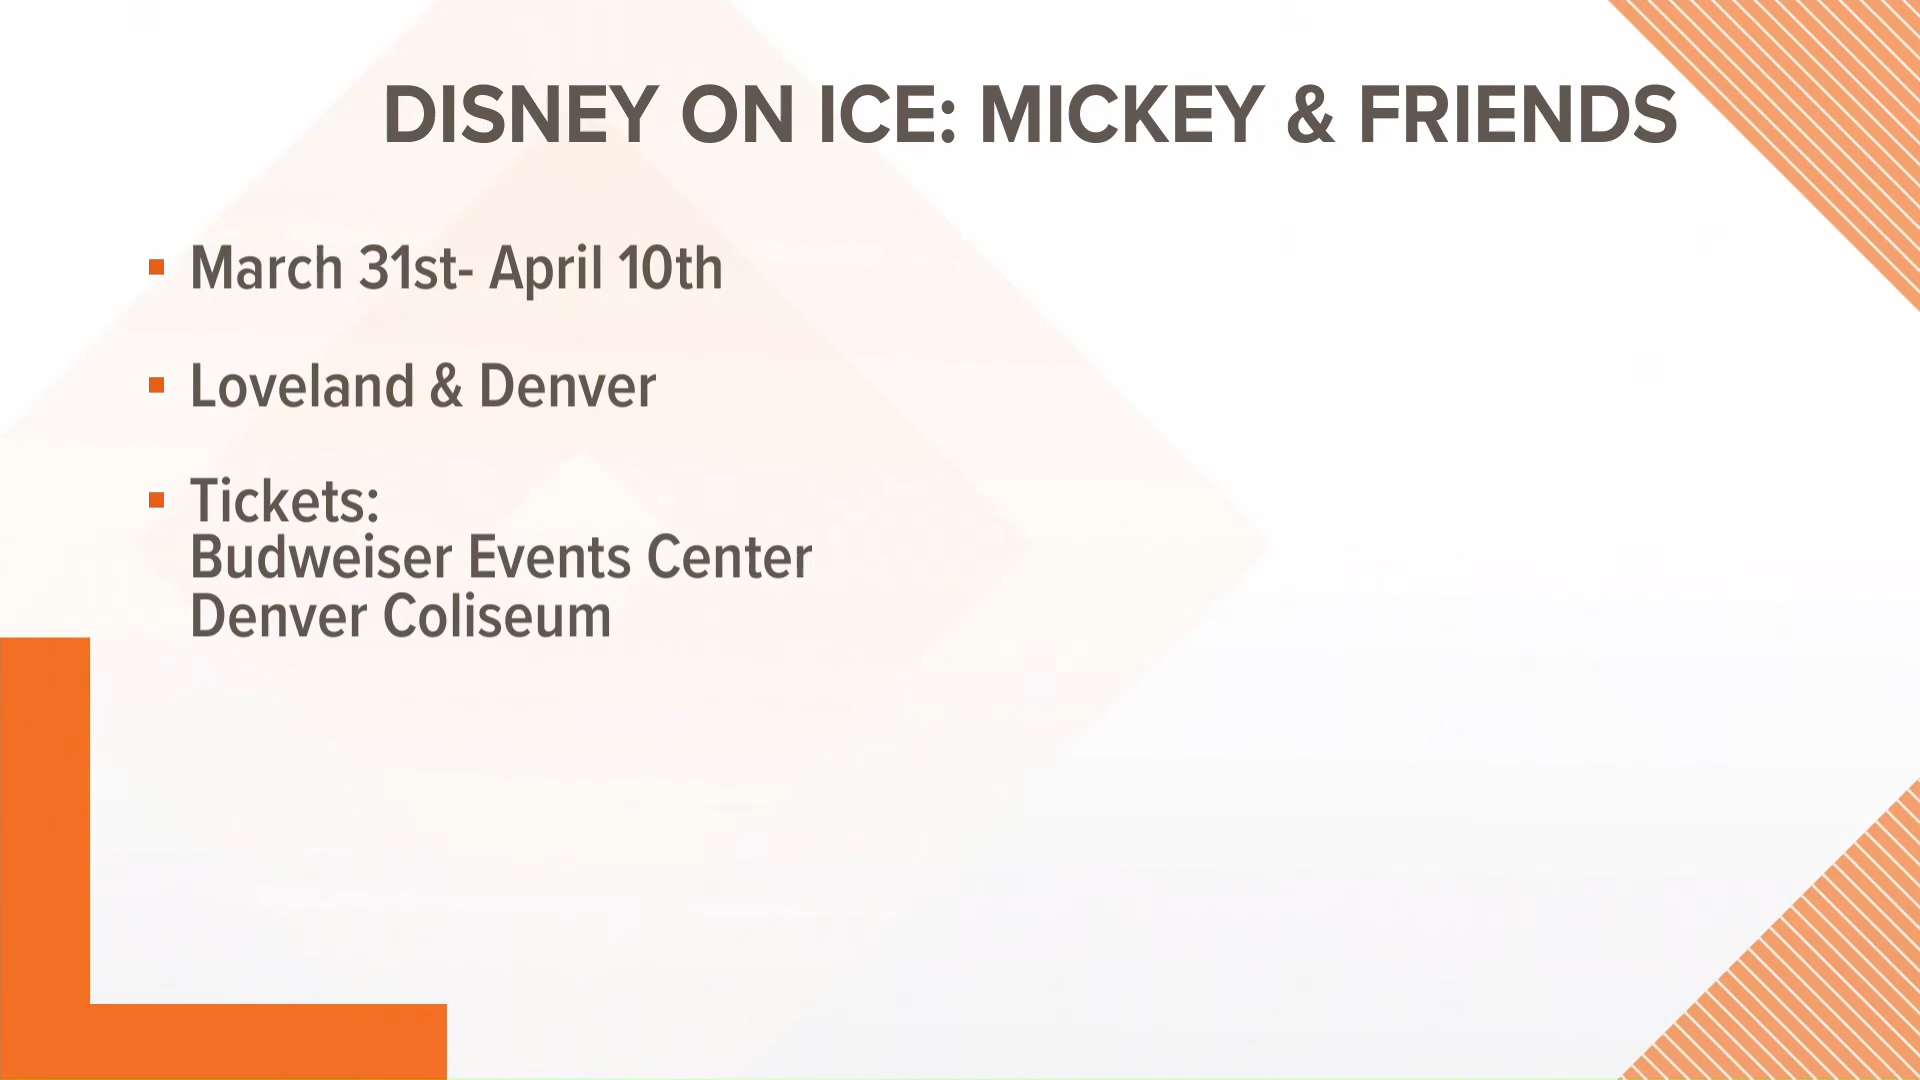 DISNEY ON ICE: MICKEY & FRIENDS
March 31st- April 10th
Loveland & Denver
Tickets:
Budweiser Events Center
Denver Coliseum